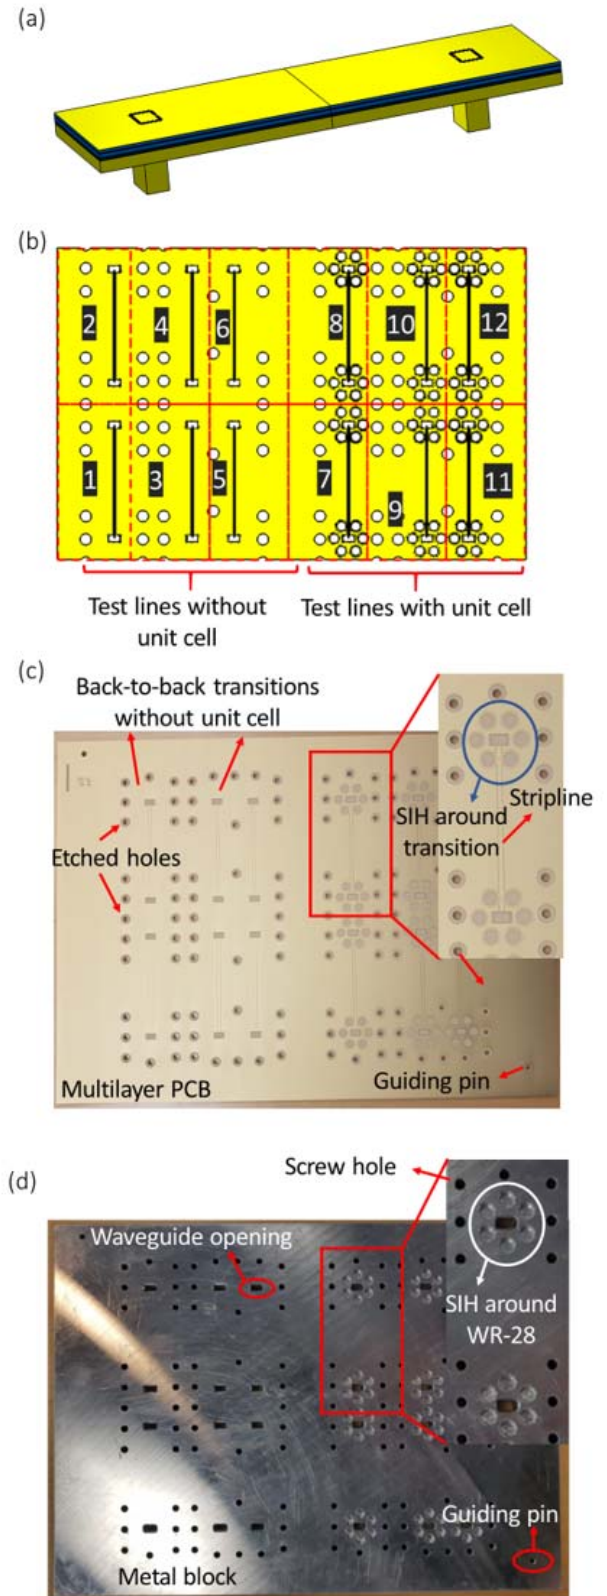 (a)
(b)
2
4
6
8
10
12
1
3
5
7
9
11
Test lines without
unit cell
Test lines with unit cell
(c)
Back-to-back transitions
without unit cell
SIH around
transition
Stripline
Etched holes
Guiding pin
Multilayer PCB
(d)
Screw hole
Waveguide opening
SIH around
WR-28
Guiding pin
Metal block